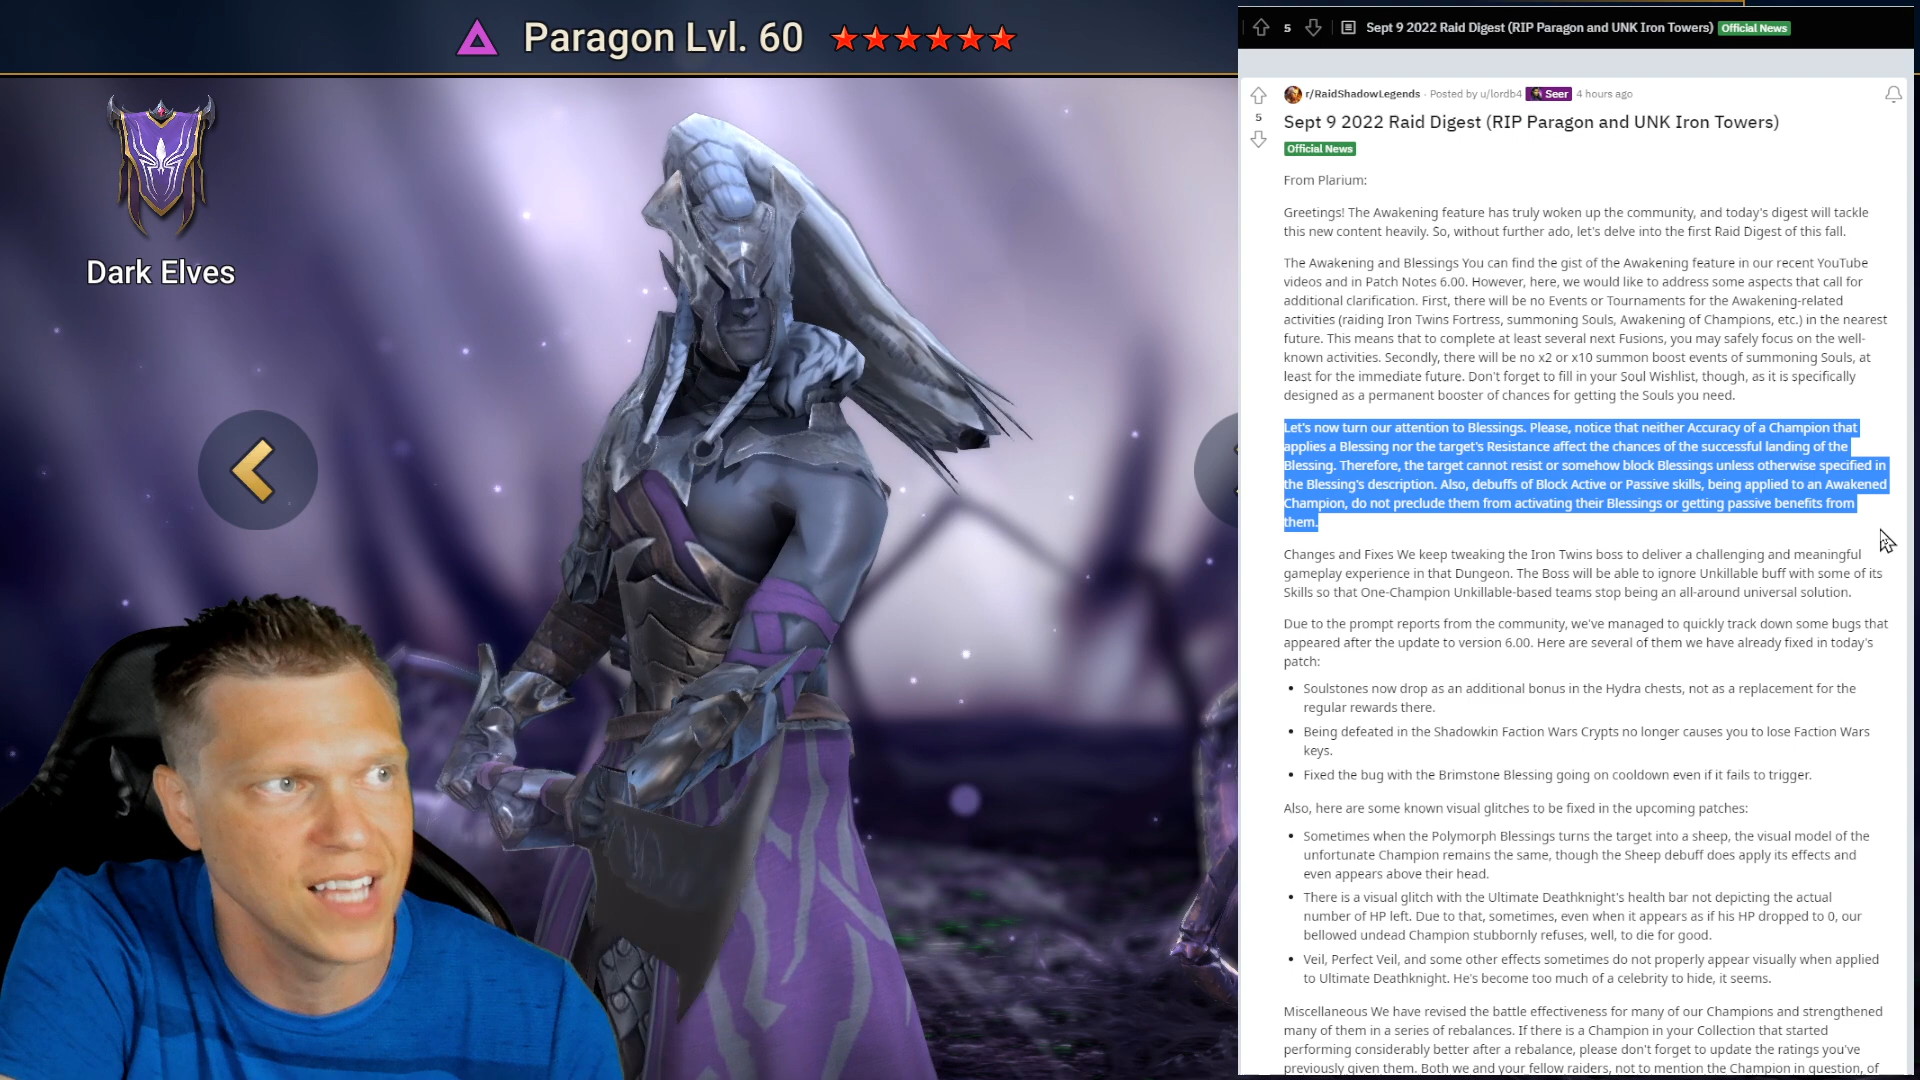 Paragon Lvl. 60
Dark Elves
5
Sept 9 2022 Raid Digest (RIP Paragon and UNK Iron Towers) Official News
r/RaidShadowLegends · Posted by u/lordb4 Seer 4 hours ago
5
Sept 9 2022 Raid Digest (RIP Paragon and UNK Iron Towers)
Official News
From Plarium:
Greetings! The Awakening feature has truly woken up the community, and today's digest will tackle
this new content heavily. So, without further ado, let's delve into the first Raid Digest of this fall.
The Awakening and Blessings You can find the gist of the Awakening feature in our recent YouTube
videos and in Patch Notes 6.00. However, here, we would like to address some aspects that call for
additional clarification. First, there will be no Events or Tournaments for the Awakening-related
activities (raiding Iron Twins Fortress, summoning Souls, Awakening of Champions, etc.) in the nearest
future. This means that to complete at least several next Fusions, you may safely focus on the well-
known activities. Secondly, there will be no x2 or x10 summon boost events of summoning Souls, at
least for the immediate future. Don't forget to fill in your Soul Wishlist, though, as it is specifically
designed as a permanent booster of chances for getting the Souls you need.
Let's now turn our attention to Blessings. Please, notice that neither Accuracy of a Champion that
applies a Blessing nor the target's Resistance affect the chances of the successful landing of the
Blessing. Therefore, the target cannot resist or somehow block Blessings unless otherwise specified in
the Blessing's description. Also, debuffs of Block Active or Passive skills, being applied to an Awakened
Champion, do not preclude them from activating their Blessings or getting passive benefits from
them.
Changes and Fixes We keep tweaking the Iron Twins boss to deliver a challenging and meaningful
gameplay experience in that Dungeon. The Boss will be able to ignore Unkillable buff with some of its
Skills so that One-Champion Unkillable-based teams stop being an all-around universal solution.
Due to the prompt reports from the community, we've managed to quickly track down some bugs that
appeared after the update to version 6.00. Here are several of them we have already fixed in today's
patch:
• Soulstones now drop as an additional bonus in the Hydra chests, not as a replacement for the
regular rewards there.
• Being defeated in the Shadowkin Faction Wars Crypts no longer causes you to lose Faction Wars
keys.
• Fixed the bug with the Brimstone Blessing going on cooldown even if it fails to trigger.
Also, here are some known visual glitches to be fixed in the upcoming patches:
• Sometimes when the Polymorph Blessings turns the target into a sheep, the visual model of the
unfortunate Champion remains the same, though the Sheep debuff does apply its effects and
even appears above their head.
• There is a visual glitch with the Ultimate Deathknight's health bar not depicting the actual
number of HP left. Due to that, sometimes, even when it appears as if his HP dropped to 0, our
bellowed undead Champion stubbornly refuses, well, to die for good.
• Veil, Perfect Veil, and some other effects sometimes do not properly appear visually when applied
to Ultimate Deathknight. He's become too much of a celebrity to hide, it seems.
Miscellaneous We have revised the battle effectiveness for many of our Champions and strengthened
many of them in a series of rebalances. If there is a Champion in your Collection that started
performing considerably better after a rebalance, please don't forget to update the ratings you've
previously given them. Both we and your fellow raiders, not to mention the Champion in question, of